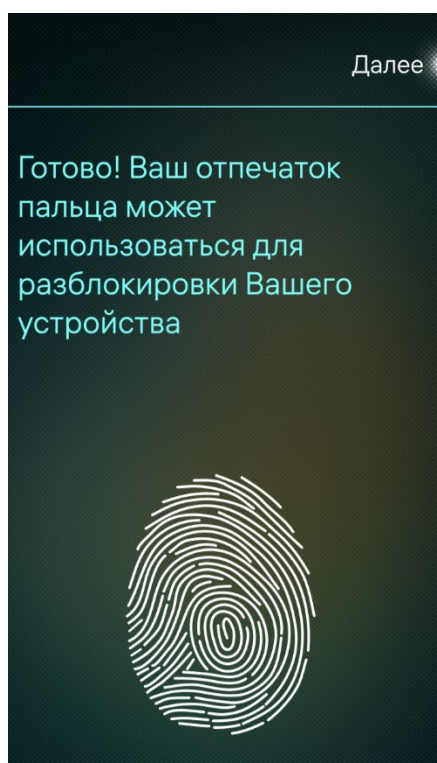 Далее
Готово! Ваш отпечаток
пальца может
использоваться для
разблокировки Вашего
устройства